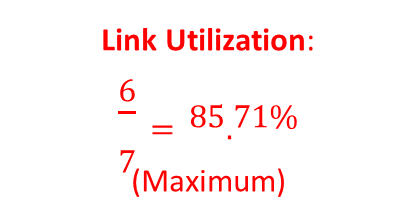 Link Utilization:
6
= 85.71%
7
(Maximum)